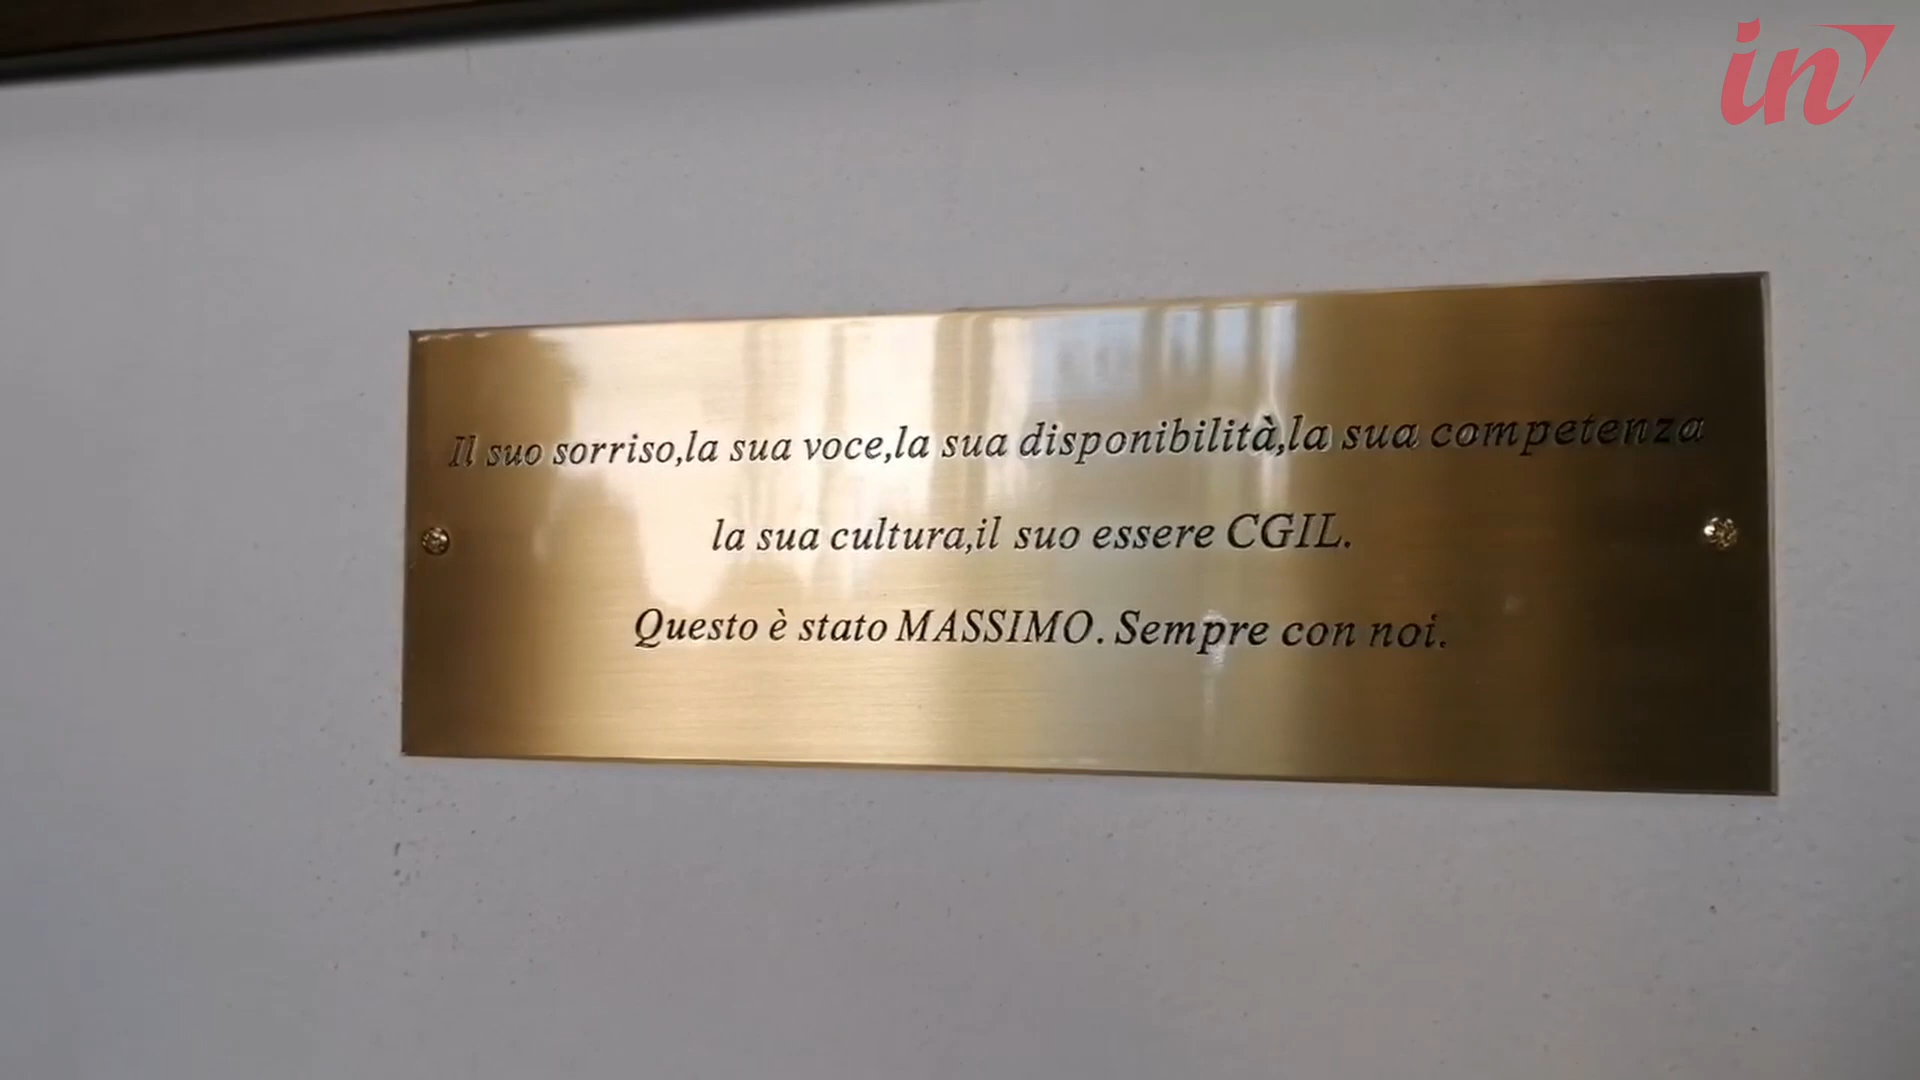 in
Il suo sorriso,la sua voce,la sua disponibilità,la sua competenza
la sua cultura,il suo essere CGIL.
Questo è stato MASSIMO. Sempre con noi.